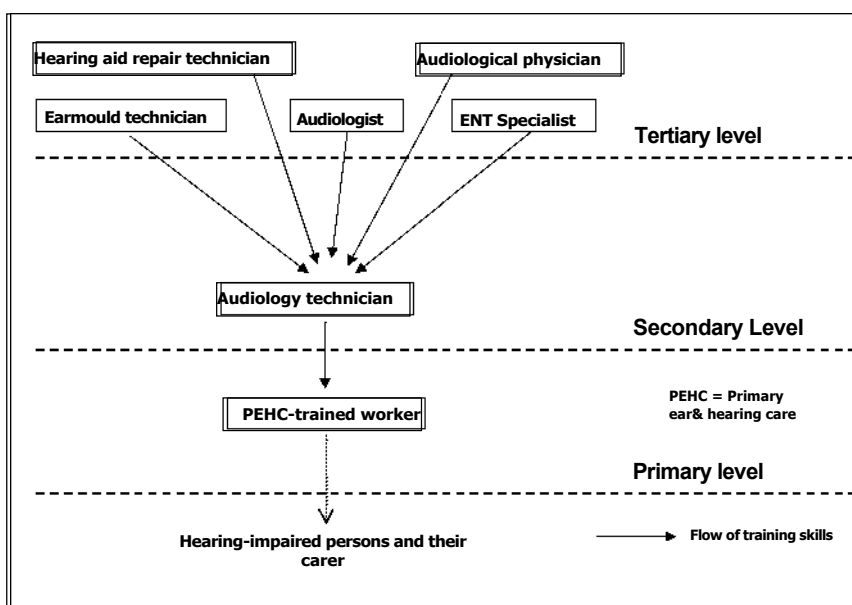 Hearing aid repair technician
Audiological physician
Earmould technician
Audiologist
ENT Specialist
Tertiary level
Audiology technician
Secondary Level
PEHC-trained worker
PEHC = Primary
ear& hearing care
Primary level
Hearing-impaired persons and their
carer
Flow of training skills